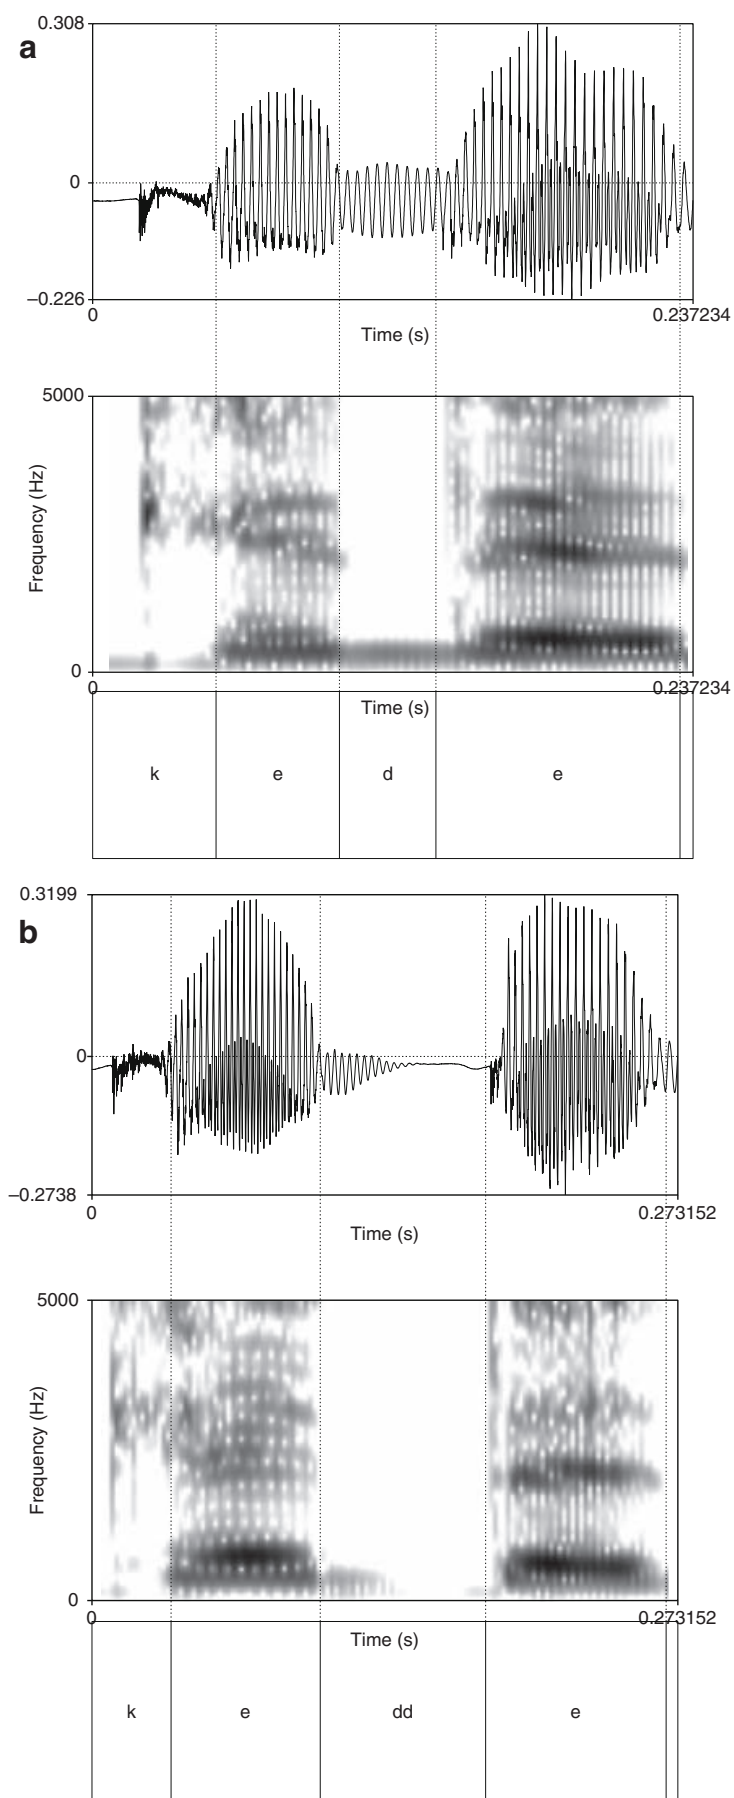 0.308
a
0
–0.226
0
0.237234
Time (s)
5000
Frequency (Hz)
0
0
0.237234
Time (s)
k e d e
0.3199
b
0
–0.2738
0
0.273152
Time (s)
5000
Frequency (Hz)
0
0
0.273152
Time (s)
k e dd e